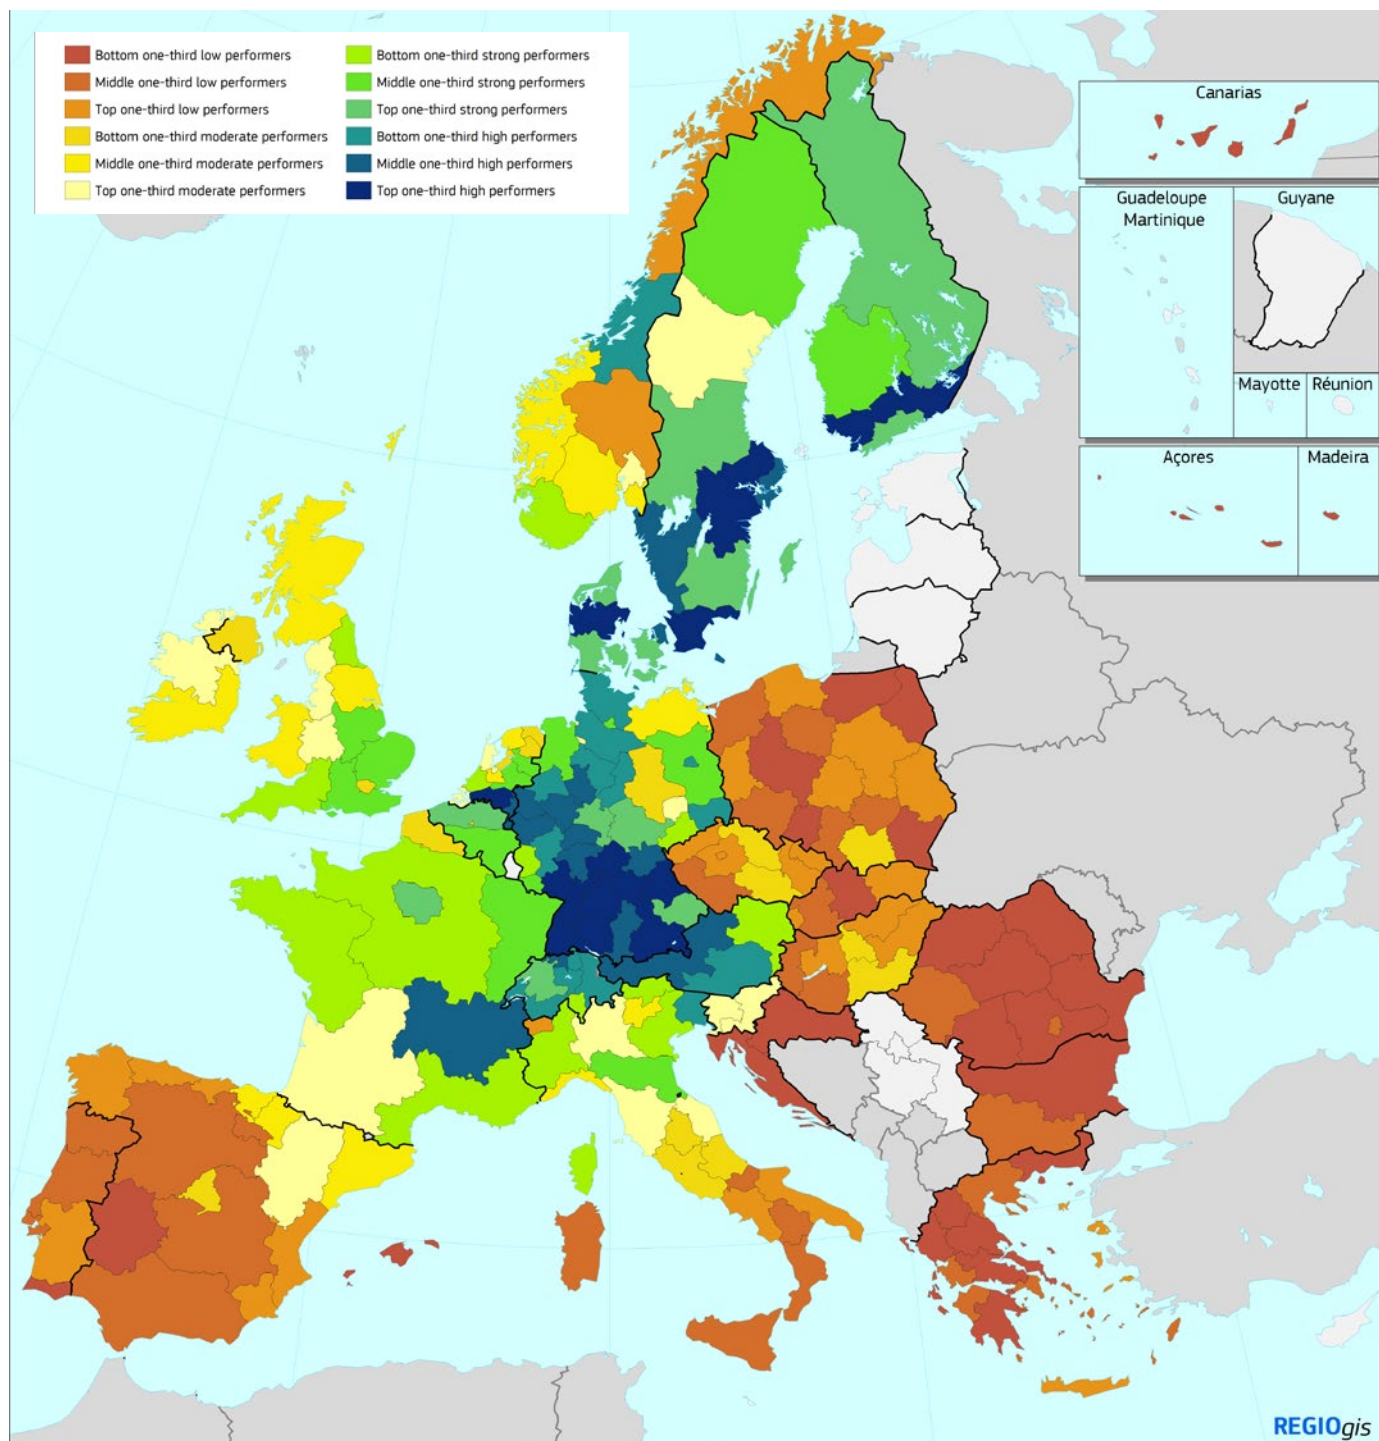 Bottom one-third low performers
Middle one-third low performers
Top one-third low performers
Bottom one-third moderate performers
Middle one-third moderate performers
Top one-third moderate performers
Bottom one-third strong performers
Middle one-third strong performers
Top one-third strong performers
Bottom one-third high performers
Middle one-third high performers
Top one-third high performers
Canarias
Guadeloupe
Martinique
Guyane
Mayotte
Réunion
Açores
Madeira
REGIOgis